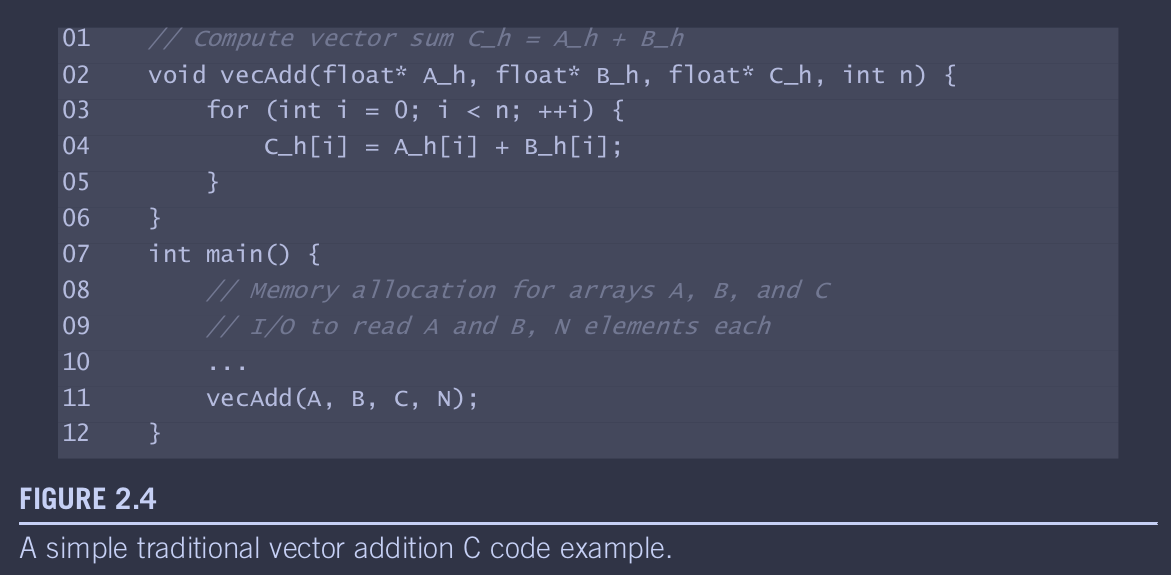 01    // Compute vector sum C_h = A_h + B_h
02    void vecAdd(float* A_h, float* B_h, float* C_h, int n) {
03        for (int i = 0; i < n; ++i) {
04            C_h[i] = A_h[i] + B_h[i];
05        }
06    }
07    int main() {
08        // Memory allocation for arrays A, B, and C
09        // I/O to read A and B, N elements each
10        ...
11        vecAdd(A, B, C, N);
12    }
FIGURE 2.4
A simple traditional vector addition C code example.